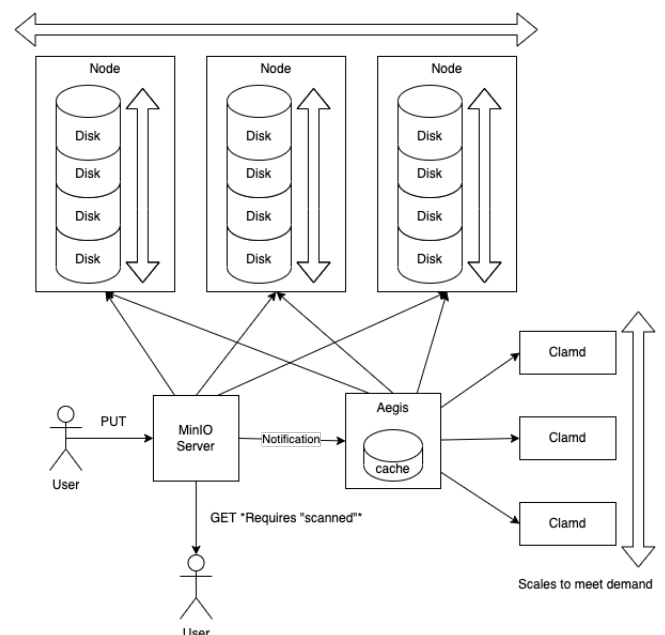 Node
Node
Node
Disk
Disk
Disk
Disk
Disk
Disk
Disk
Disk
Disk
Disk
Disk
Disk
Clamd
Aegis
PUT
MinIO
Server
Notification
Clamd
cache
User
GET *Requires "scanned"*
Clamd
Scales to meet demand
User